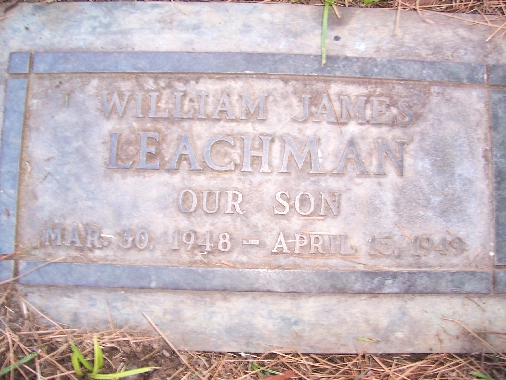 WILLIAM JAMES
LEACHMAN
OUR SON
MAR. 30, 1948 - APRIL 15, 1949